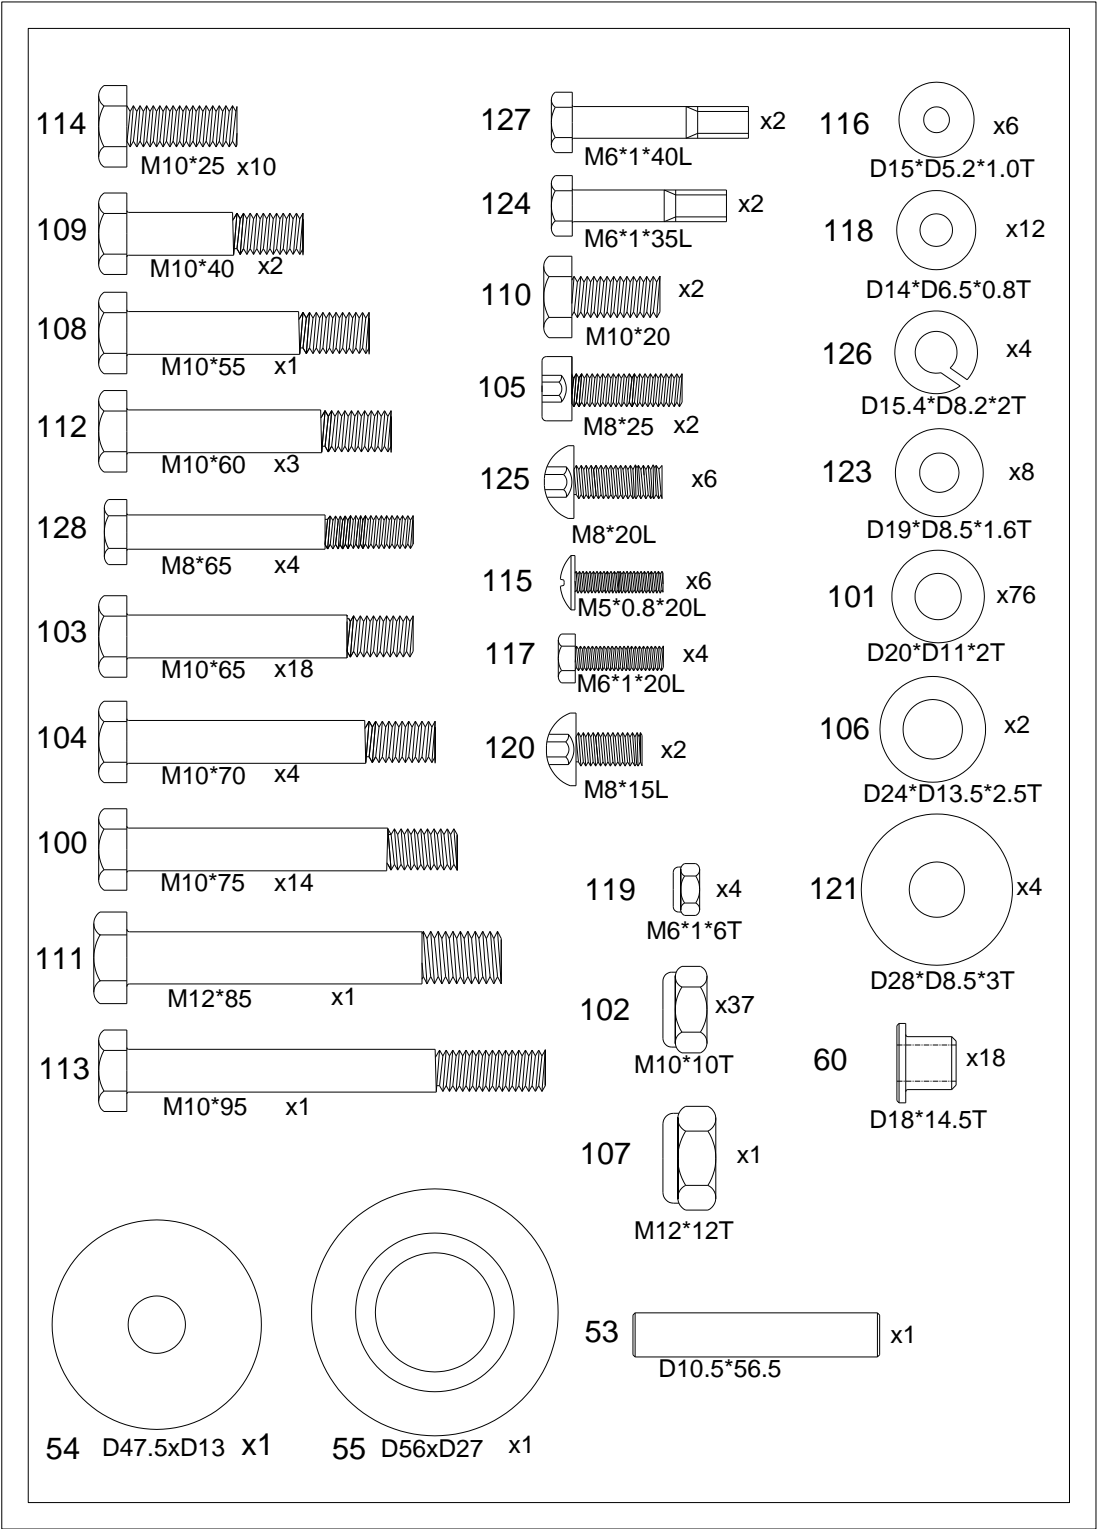 114
M10*25 x10
109
M10*40 x2
108
M10*55 x1
112
M10*60 x3
128
M8*65 x4
103
M10*65 x18
104
M10*70 x4
100
M10*75 x14
111
M12*85 x1
113
M10*95 x1
127 x2
M6*1*40L
124 x2
M6*1*35L
110 x2
M10*20
105
M8*25 x2
125 x6
M8*20L
115 x6
M5*0.8*20L
117 x4
M6*1*20L
120 x2
M8*15L
119 x4
M6*1*6T
102 x37
M10*10T
107 x1
M12*12T
116 x6
D15*D5.2*1.0T
118 x12
D14*D6.5*0.8T
126 x4
D15.4*D8.2*2T
123 x8
D19*D8.5*1.6T
101 x76
D20*D11*2T
106 x2
D24*D13.5*2.5T
121 x4
D28*D8.5*3T
60 x18
D18*14.5T
53 x1
D10.5*56.5
54 D47.5xD13 x1
55 D56xD27 x1